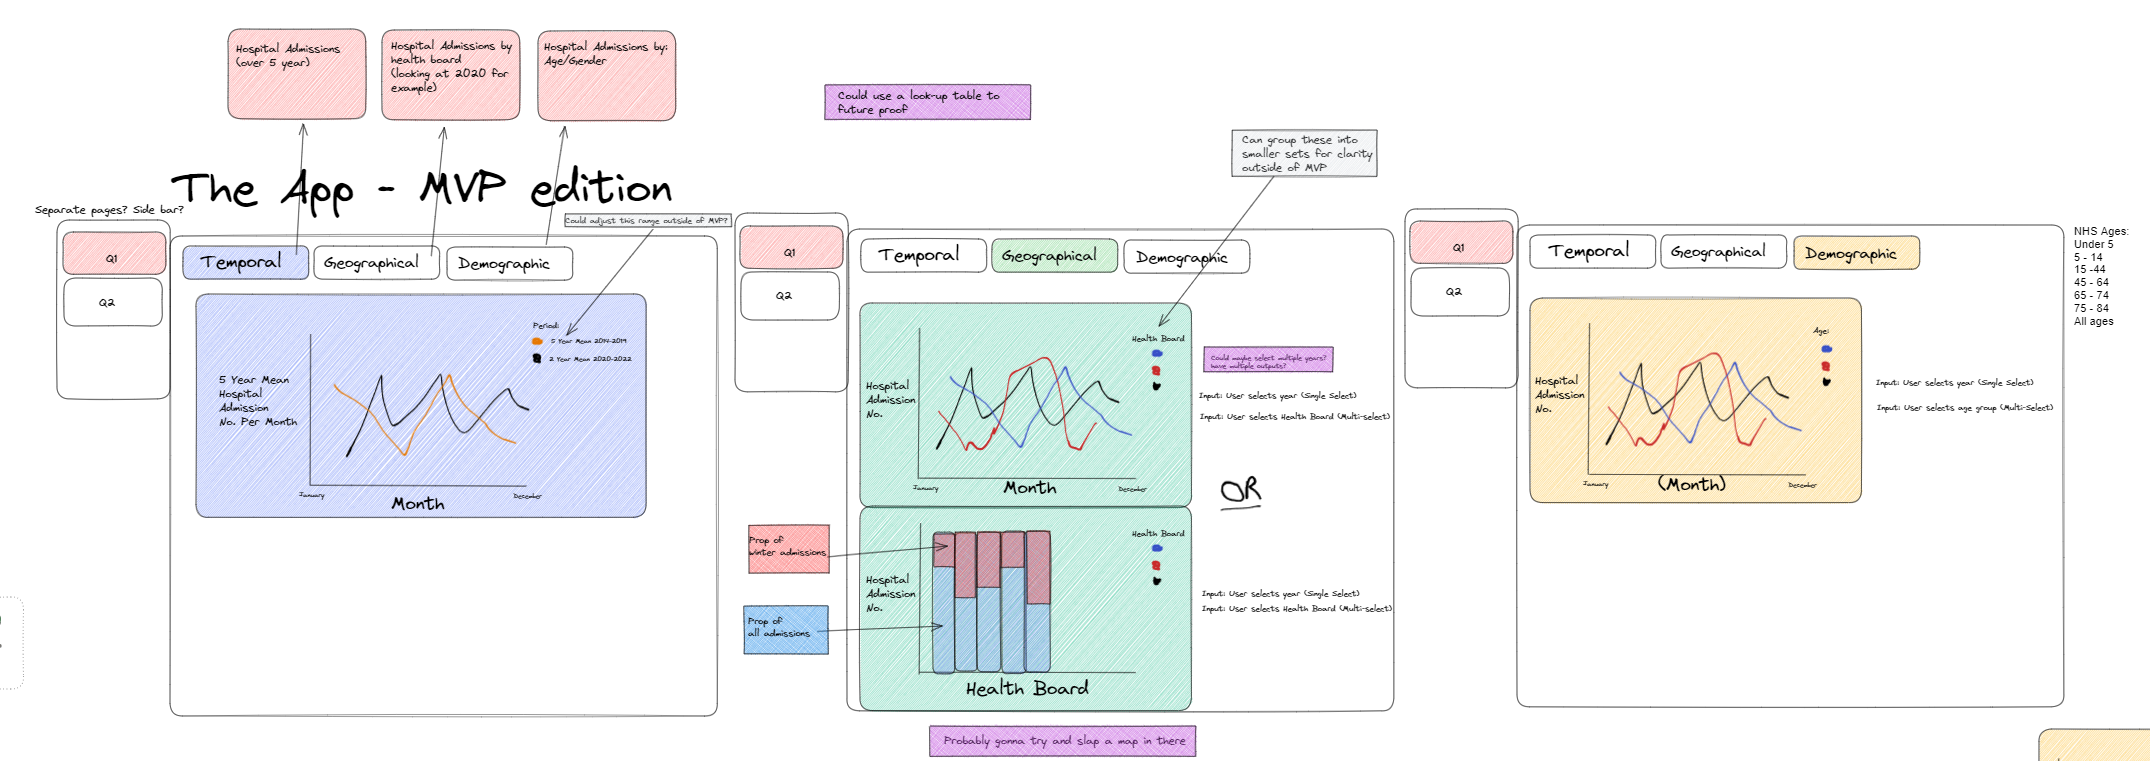 Hospital Admissions
(over 5 year)
Hospital Admissions by
health board
(looking at 2020 for
example)
Hospital Admissions by:
Age/Gender
Could use a look-up table to
future proof
Can group these into
smaller sets for clarity
outside of MVP
The App - MVP edition
Separate pages? Side bar?
Could adjust this range outside of MVP?
Q1
Q2
Temporal
Geographical
Demographic
Period:
5 Year Mean 2014-2019
2 Year Mean 2020-2022
5 Year Mean
Hospital
Admission
No. Per Month
January
December
Month
Q1
Q2
Temporal
Geographical
Demographic
Health Board
Hospital
Admission
No.
January
Month
December
Could maybe select multiple years?
have multiple outputs?
Input: User selects year (Single Select)
Input: User selects Health Board (Multi-select)
OR
Prop of
winter admissions
Prop of
all admissions
Health Board
Hospital
Admission
No.
Health Board
Input: User selects year (Single Select)
Input: User selects Health Board (Multi-select)
Probably gonna try and slap a map in there
Q1
Q2
Temporal
Geographical
Demographic
Age:
Hospital
Admission
No.
January
(Month)
December
Input: User selects year (Single Select)
Input: User selects age group (Multi-Select)
NHS Ages:
Under 5
5 - 14
15 -44
45 - 64
65 - 74
75 - 84
All ages